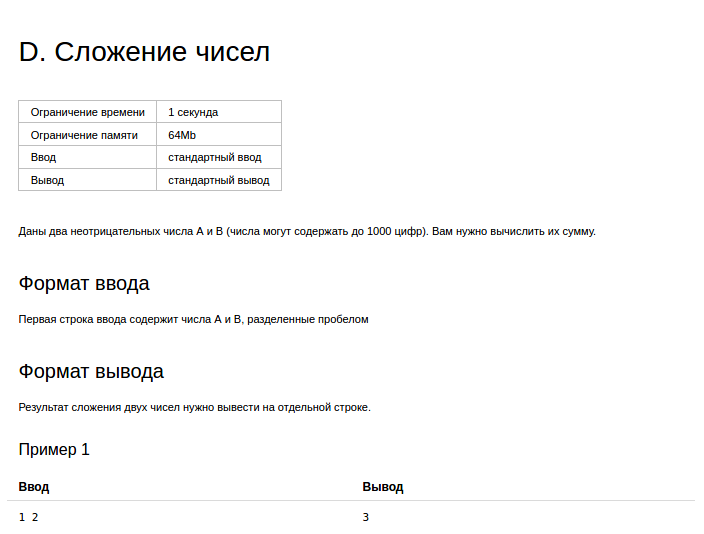 D. Сложение чисел
Ограничение времени 1 секунда
Ограничение памяти 64Mb
Ввод стандартный ввод
Вывод стандартный вывод
Даны два неотрицательных числа A и B (числа могут содержать до 1000 цифр). Вам нужно вычислить их сумму.
Формат ввода
Первая строка ввода содержит числа A и B, разделенные пробелом
Формат вывода
Результат сложения двух чисел нужно вывести на отдельной строке.
Пример 1
Ввод Вывод
1 2 3